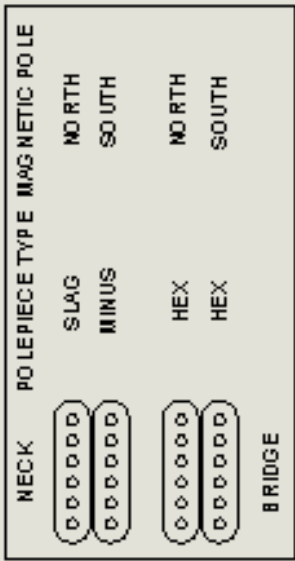 NECK POLEPIECE TYPE MAGNETIC POLE
SLAG NORTH
MINUS SOUTH
HEX NORTH
HEX SOUTH
BRIDGE